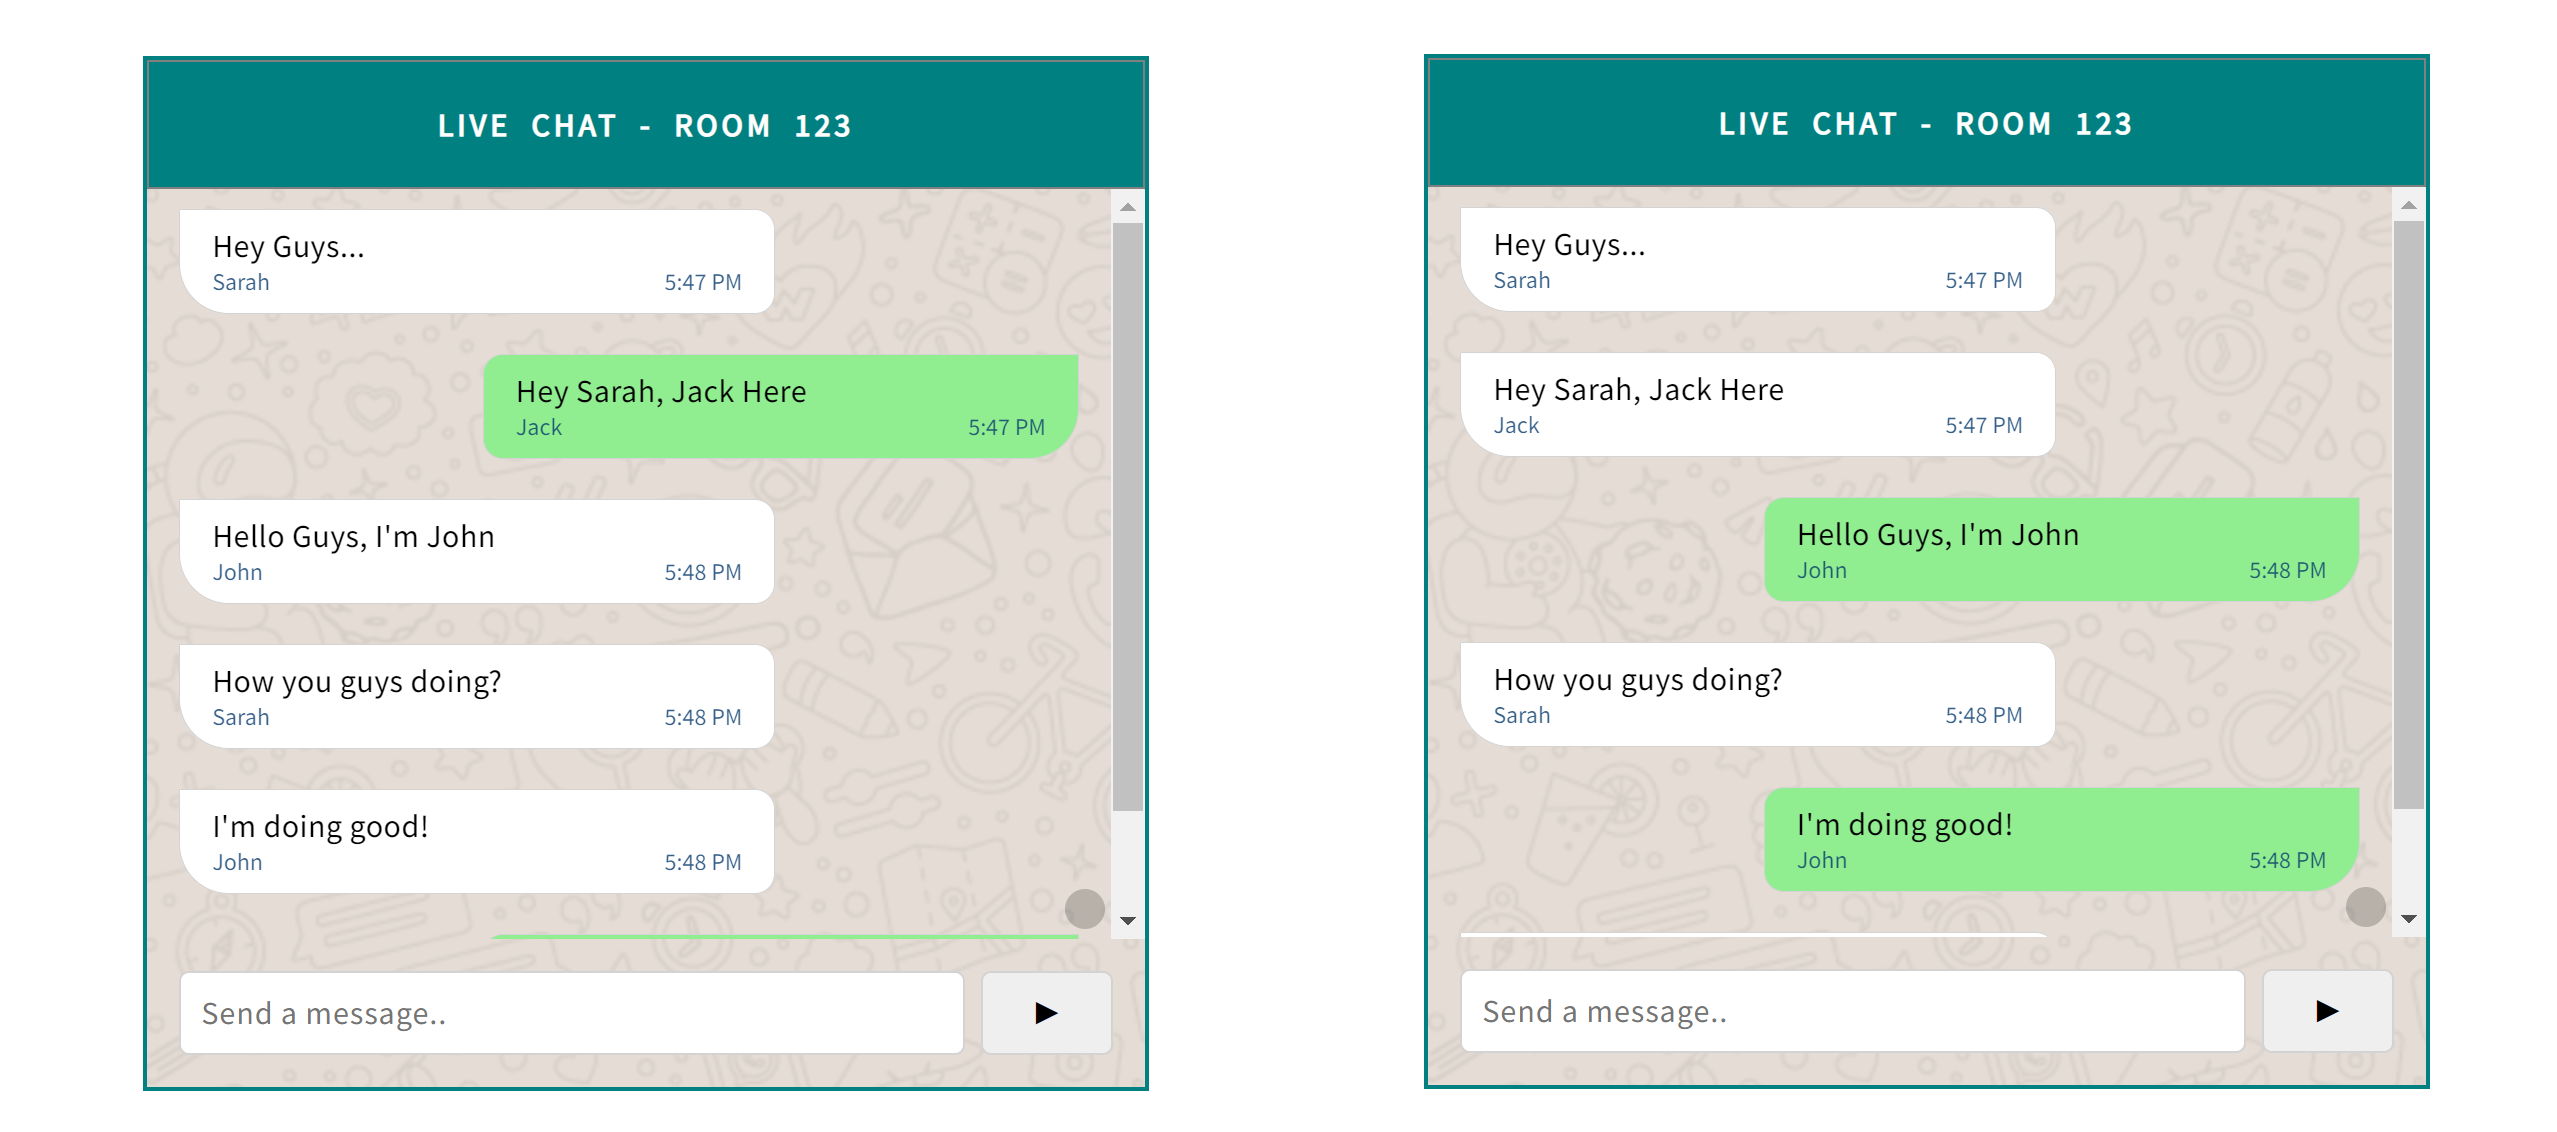 LIVE CHAT - ROOM 123
Hey Guys...
Sarah 5:47 PM
Hey Sarah, Jack Here
Jack 5:47 PM
Hello Guys, I'm John
John 5:48 PM
How you guys doing?
Sarah 5:48 PM
I'm doing good!
John 5:48 PM
Send a message..
LIVE CHAT - ROOM 123
Hey Guys...
Sarah 5:47 PM
Hey Sarah, Jack Here
Jack 5:47 PM
Hello Guys, I'm John
John 5:48 PM
How you guys doing?
Sarah 5:48 PM
I'm doing good!
John 5:48 PM
Send a message..